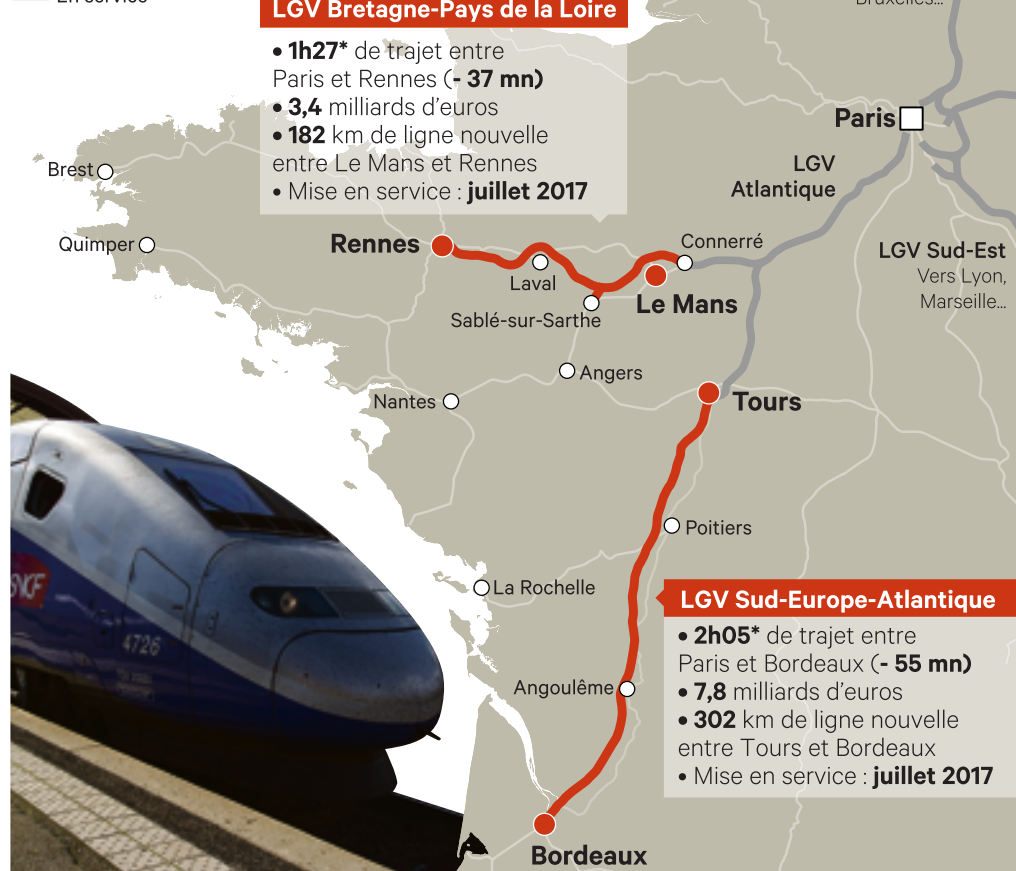 En service
Bruxelles...
LGV Bretagne-Pays de la Loire
• 1h27* de trajet entre
Paris et Rennes (- 37 mn)
• 3,4 milliards d'euros
• 182 km de ligne nouvelle
entre Le Mans et Rennes
• Mise en service : juillet 2017
Paris
LGV
Atlantique
Brest
Quimper
Rennes
Connerré
LGV Sud-Est
Vers Lyon,
Marseille...
Laval
Le Mans
Sablé-sur-Sarthe
Angers
Nantes
Tours
Poitiers
SNCF
La Rochelle
4726
LGV Sud-Europe-Atlantique
• 2h05* de trajet entre
Paris et Bordeaux (- 55 mn)
• 7,8 milliards d'euros
• 302 km de ligne nouvelle
entre Tours et Bordeaux
• Mise en service : juillet 2017
Angoulême
Bordeaux